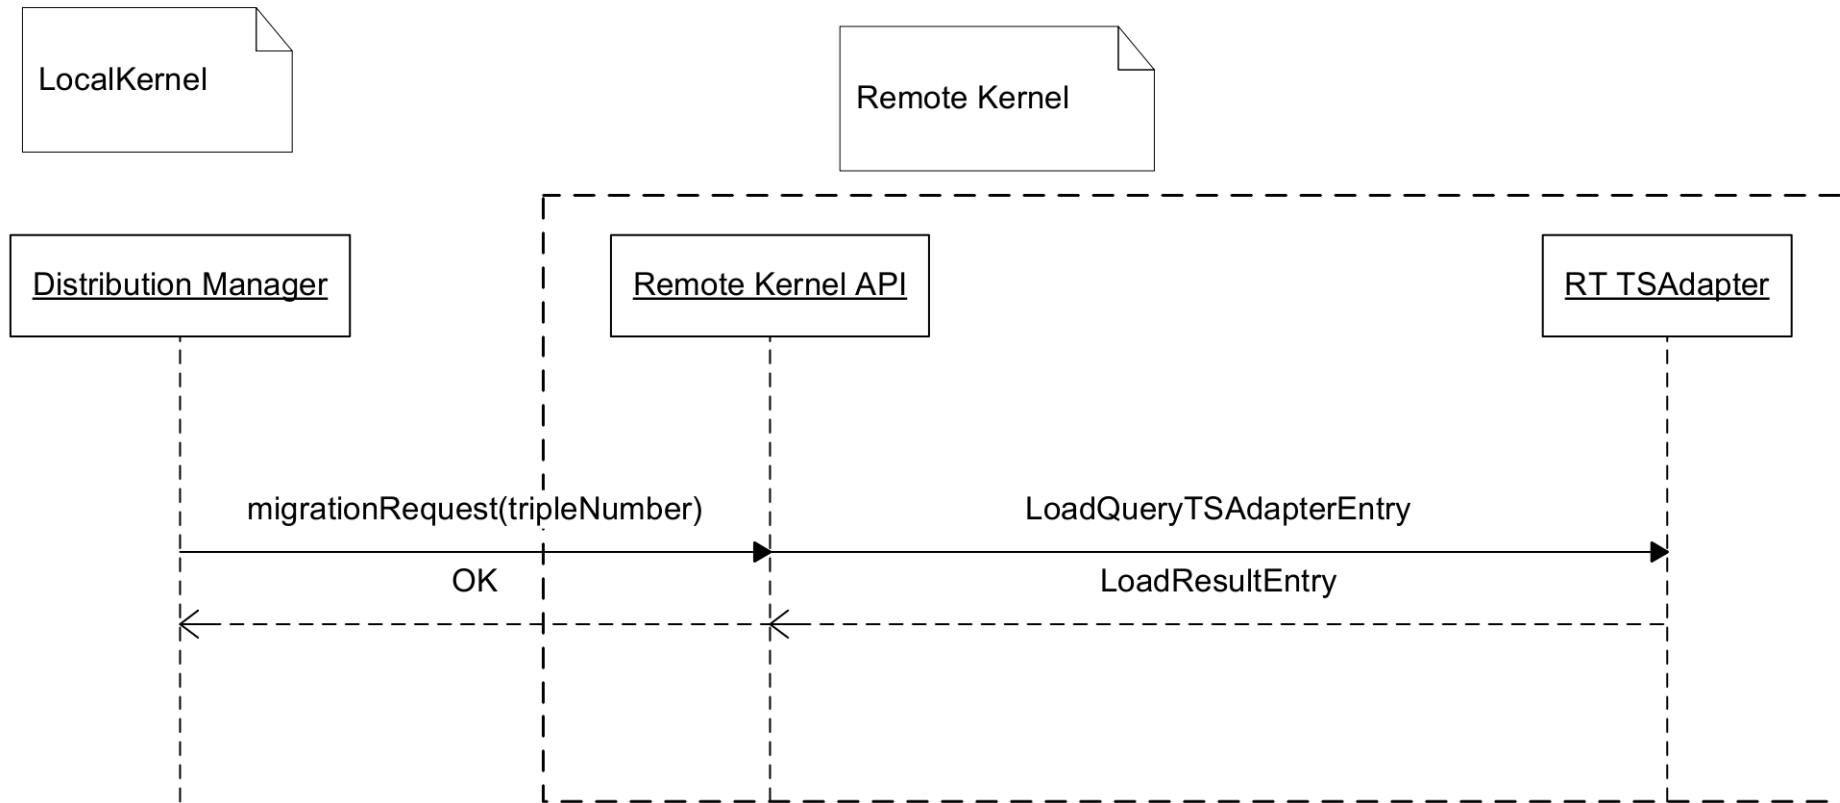 LocalKernel
Remote Kernel
Distribution Manager
Remote Kernel API
RT TSAdapter
migrationRequest(tripleNumber)
LoadQueryTSAdapterEntry
OK
LoadResultEntry